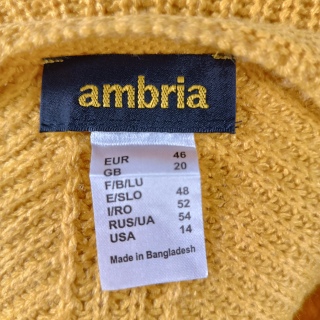 ambria
EUR 46
GB 20
F/B/LU
E/SLO 48
I/RO 52
RUS/UA 54
USA 14
Made in Bangladesh